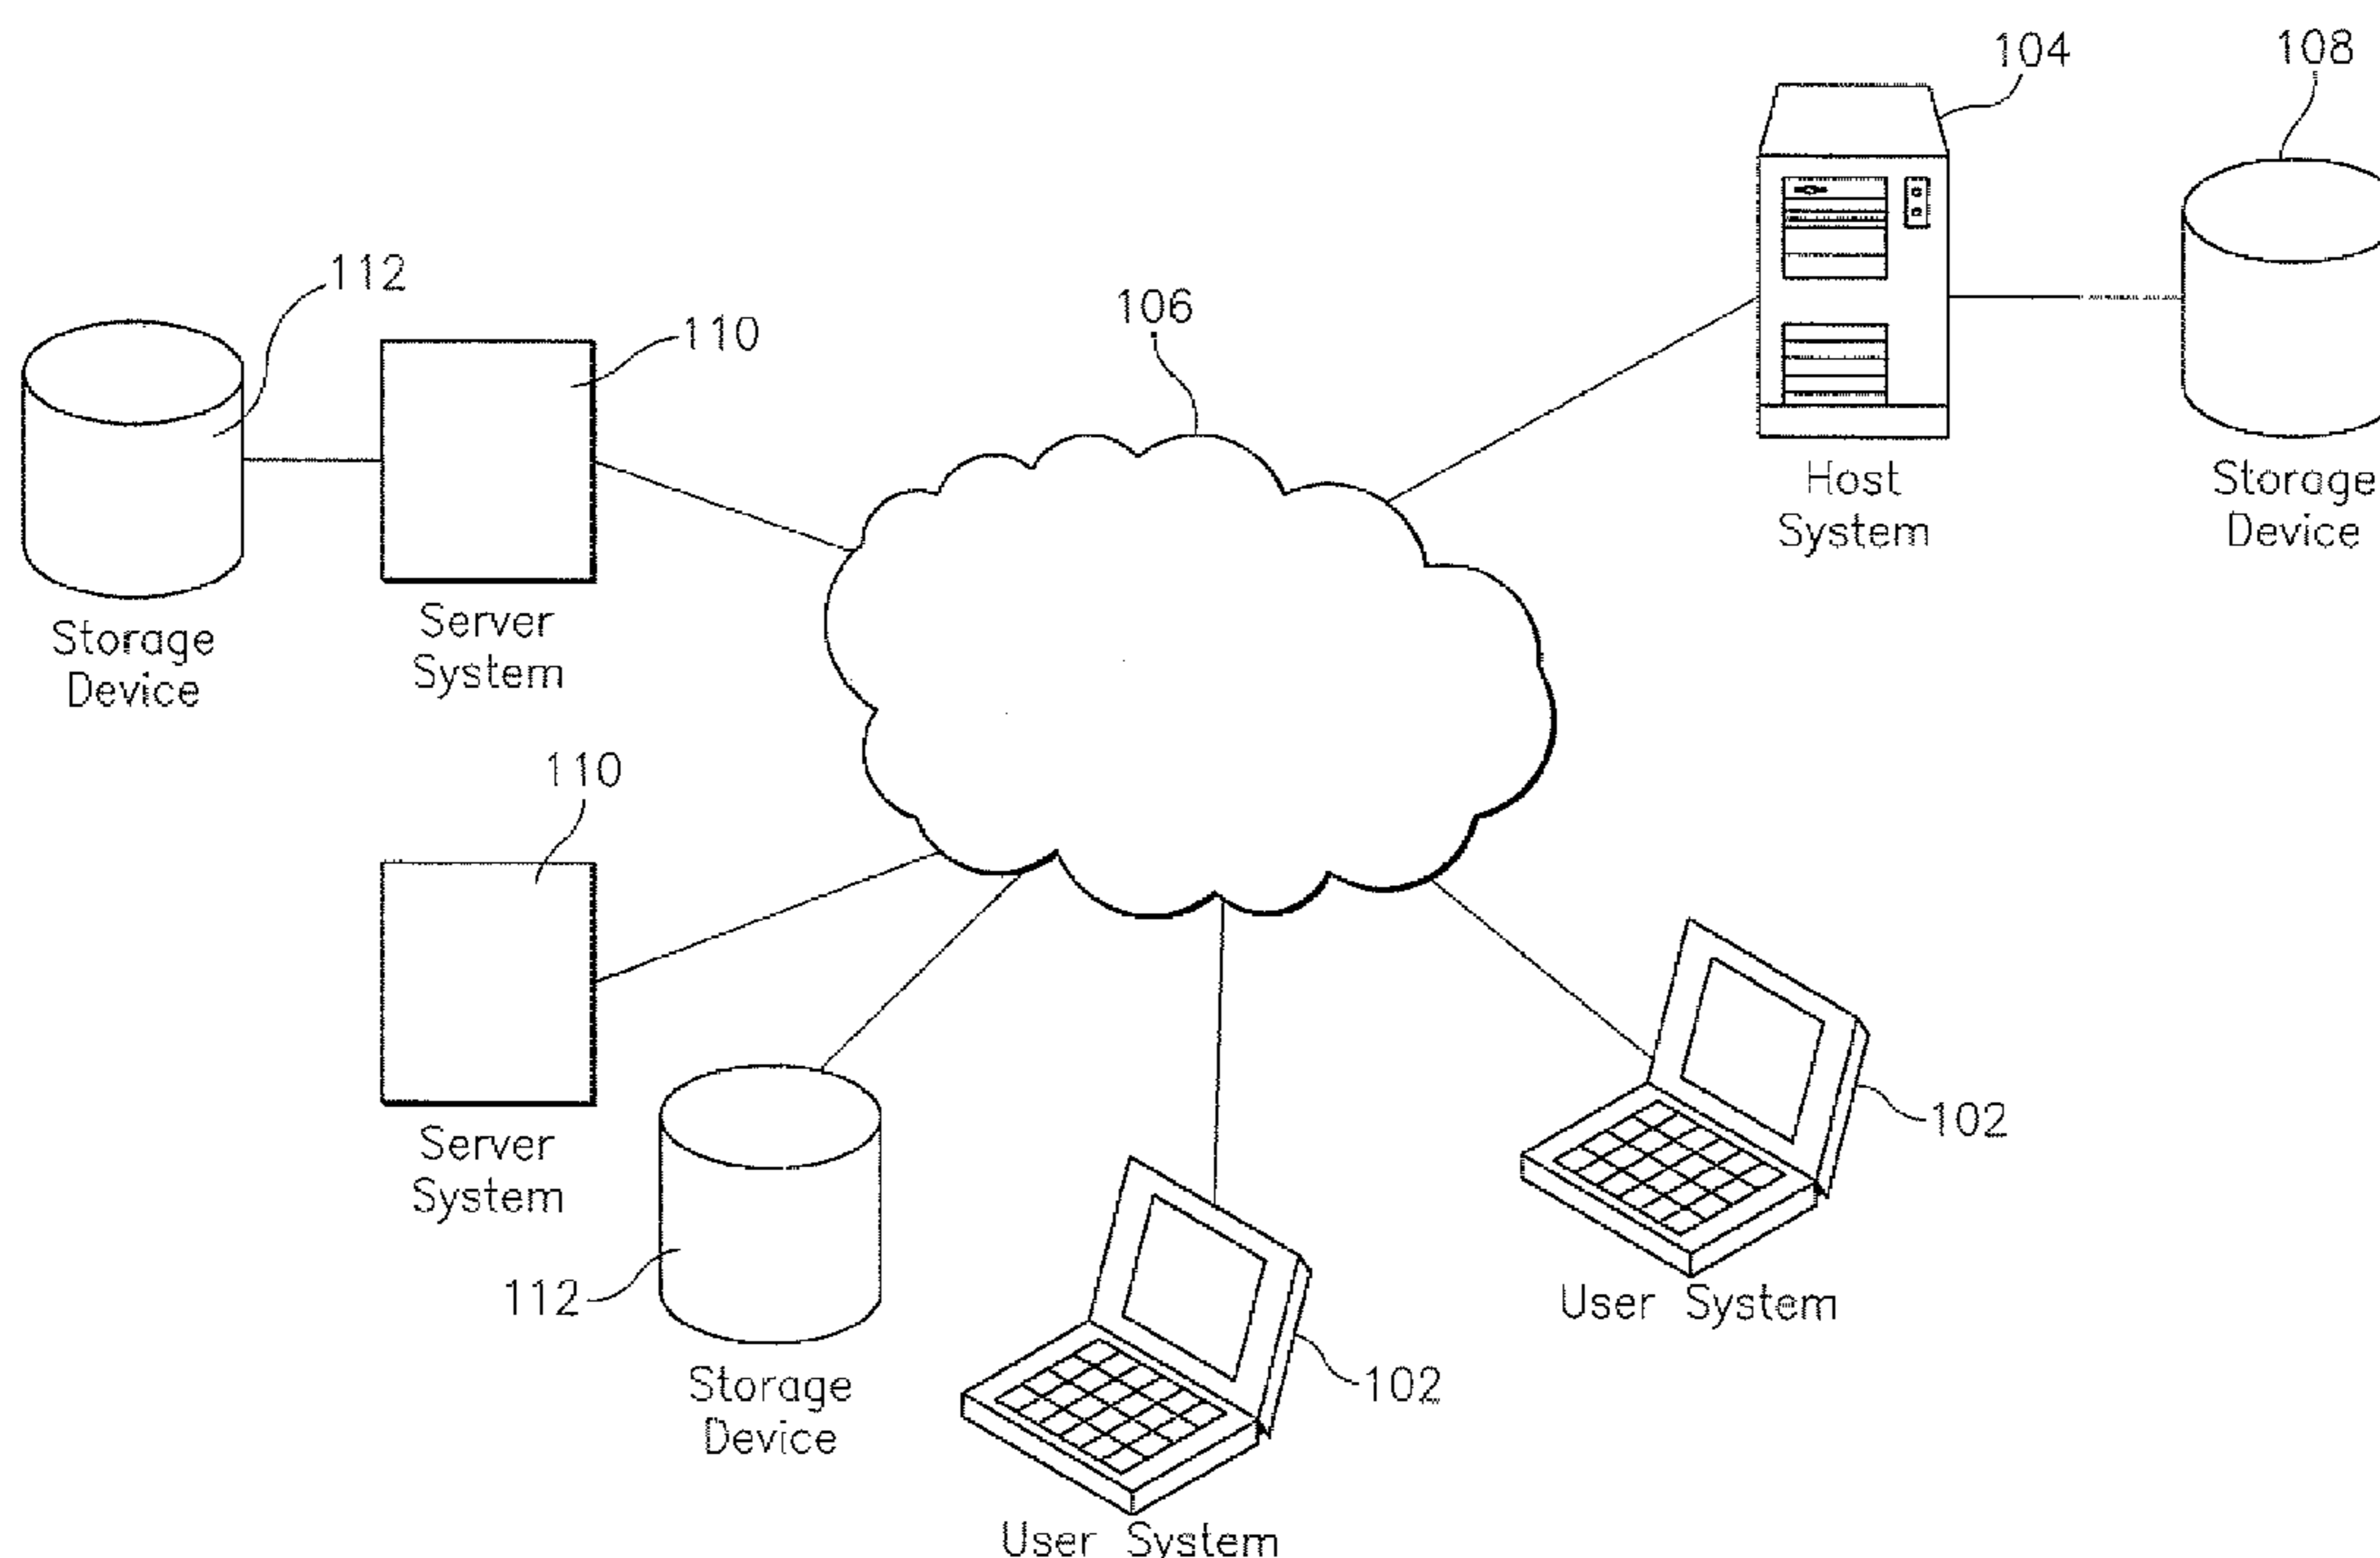 104
108
112
110
106
Host
System
Storage
Device
Server
System
Storage
Device
110
102
Server
System
112
User System
Storage
Device
102
User System